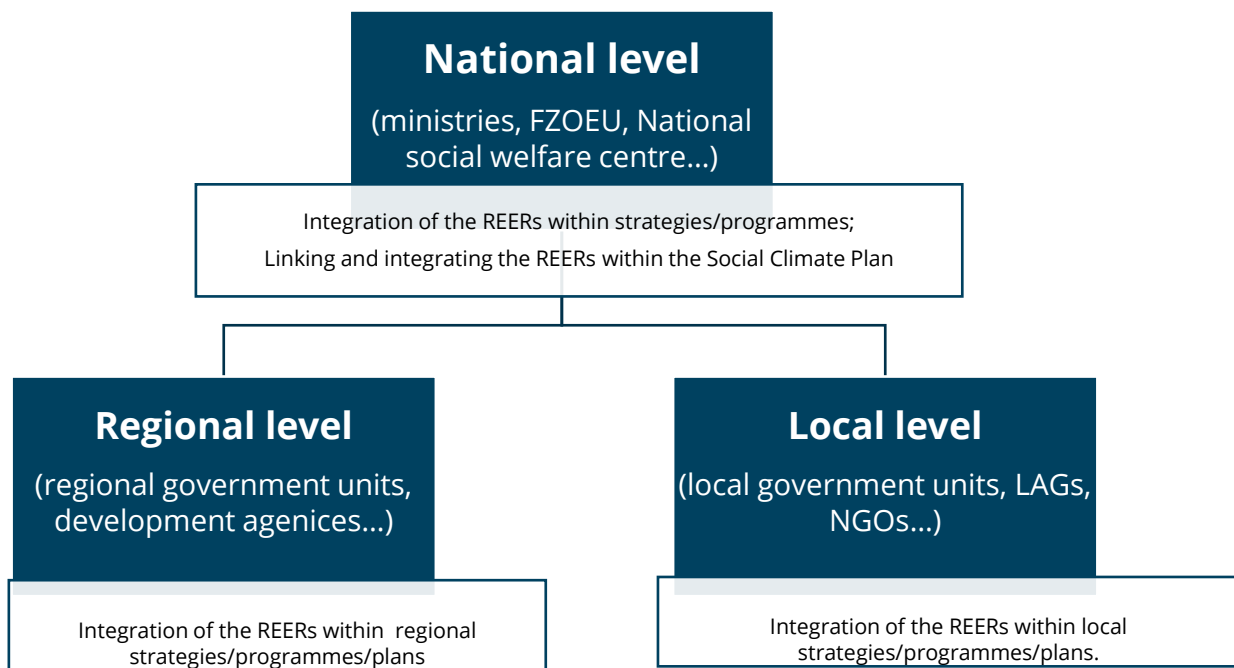 National level
(ministries, FZOEU, National
social welfare centre...)
Integration of the REERs within strategies/programmes;
Linking and integrating the REERs within the Social Climate Plan
Regional level
(regional government units,
development agenices...)
Integration of the REERs within regional
strategies/programmes/plans
Local level
(local government units, LAGs,
NGOs...)
Integration of the REERs within local
strategies/programmes/plans.